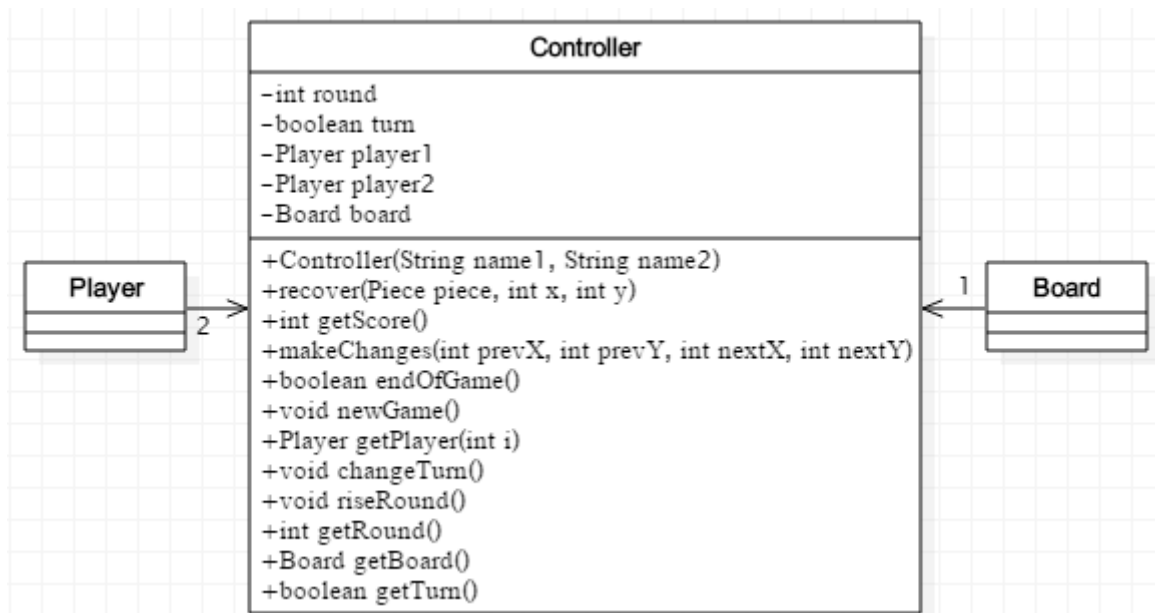 Controller
-int round
-boolean turn
-Player player1
-Player player2
-Board board
+Controller(String name1, String name2)
+recover(Piece piece, int x, int y)
+int getScore()
+makeChanges(int prevX, int prevY, int nextX, int nextY)
+boolean endOfGame()
+void newGame()
+Player getPlayer(int i)
+void changeTurn()
+void riseRound()
+int getRound()
+Board getBoard()
+boolean getTurn()
Player
2
1
Board